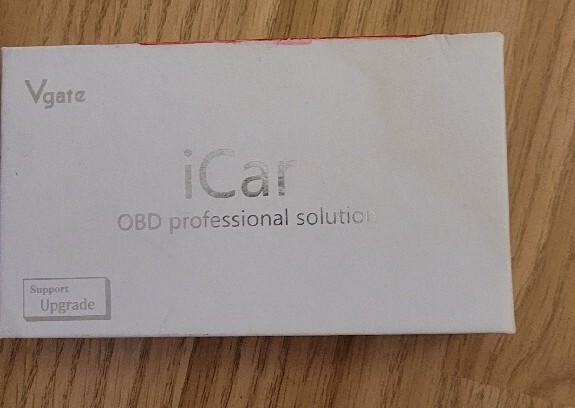 Vgate
iCar
OBD professional solution
Support
Upgrade